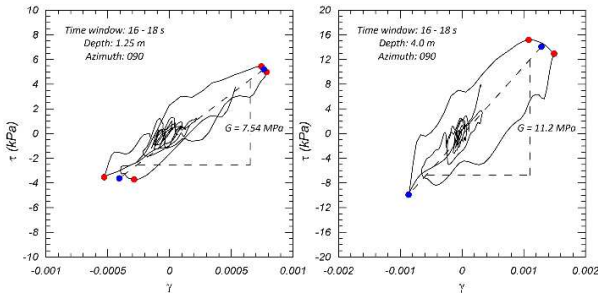 10
8
6
4
2
0
-2
-4
-6
-8
-10
τ (kPa)
Time window: 16 - 18 s
Depth: 1.25 m
Azimuth: 090
G = 7.54 MPa
-0.001
-0.0005
0
0.0005
0.001
γ
20
16
12
8
4
0
-4
-8
-12
-16
-20
τ (kPa)
Time window: 16 - 18 s
Depth: 4.0 m
Azimuth: 090
G = 11.2 MPa
-0.002
-0.001
0
0.001
0.002
γ